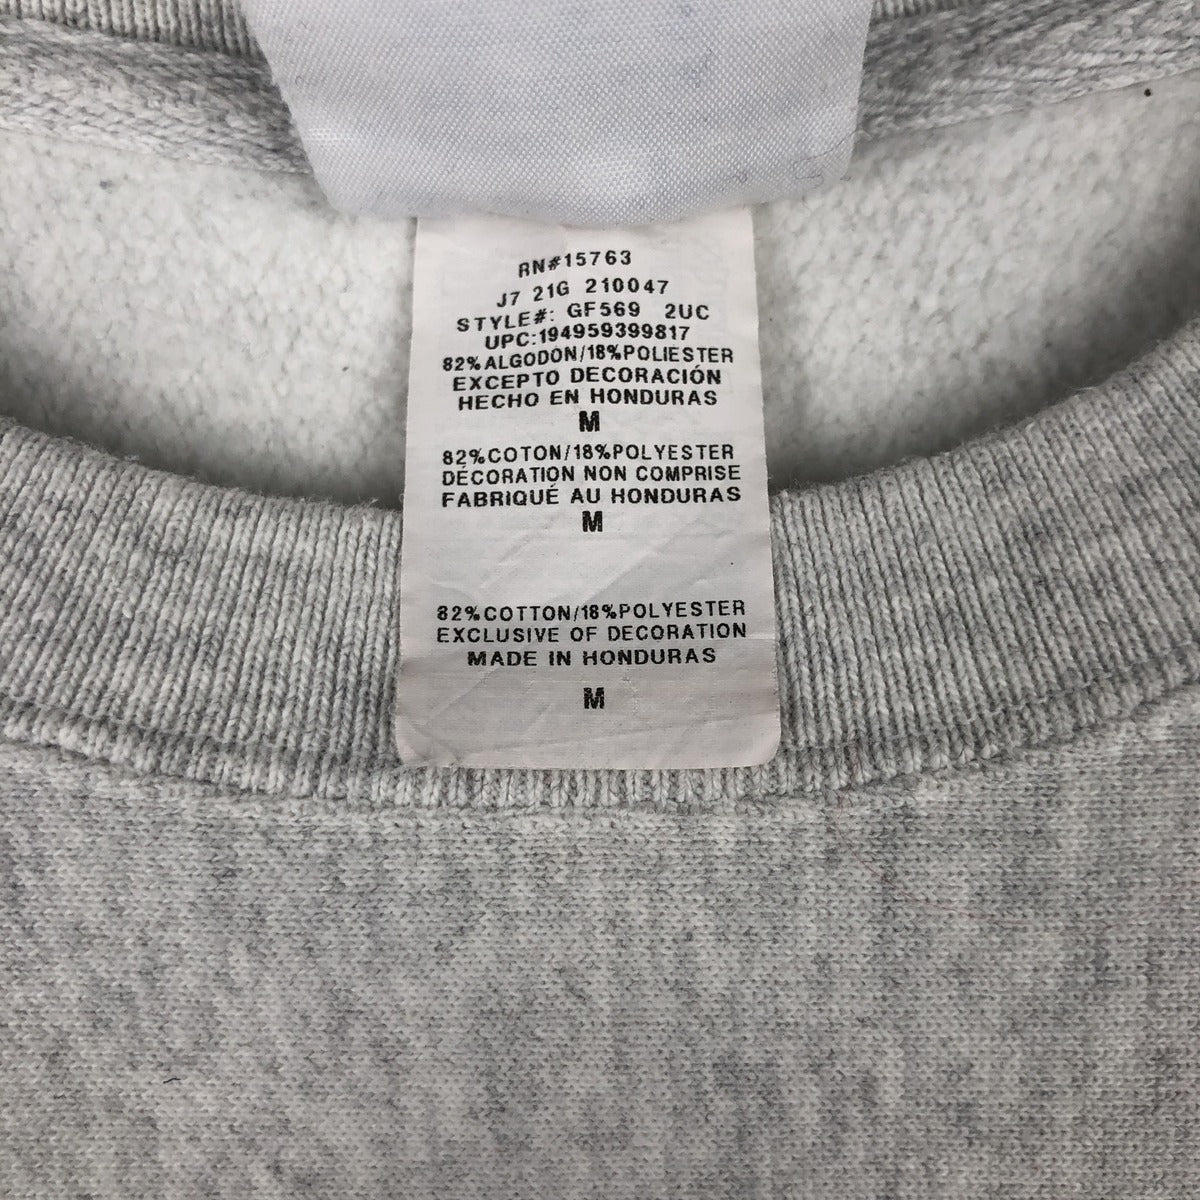 RN#15763
J7 21G 210047
STYLE#: GF569 2UC
UPC:194959399817
82%ALGODON/18%POLIESTER
EXCEPTO DECORACIÓN
HECHO EN HONDURAS
M
82%COTON/18%POLYESTER
DÉCORATION NON COMPRISE
FABRIQUÉ AU HONDURAS
M
82%COTTON/18%POLYESTER
EXCLUSIVE OF DECORATION
MADE IN HONDURAS
M